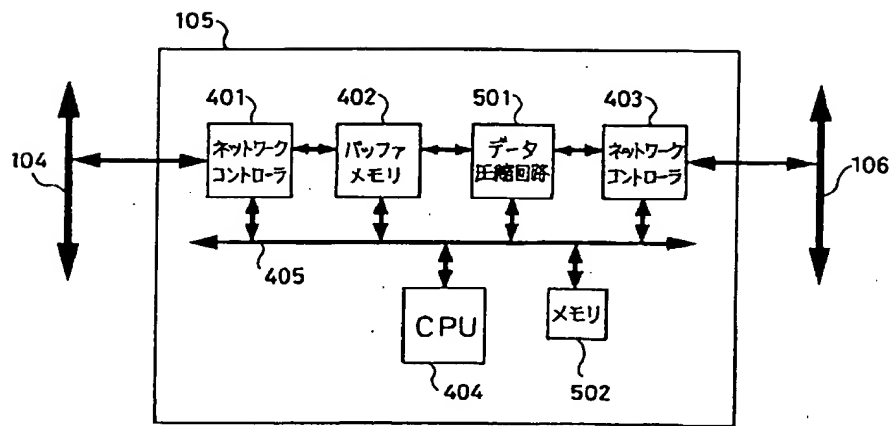 105
401
402
501
403
ネットワーク
コントローラ
バッファ
メモリ
データ
圧縮回路
ネットワーク
コントローラ
104
106
405
CPU
メモリ
404
502